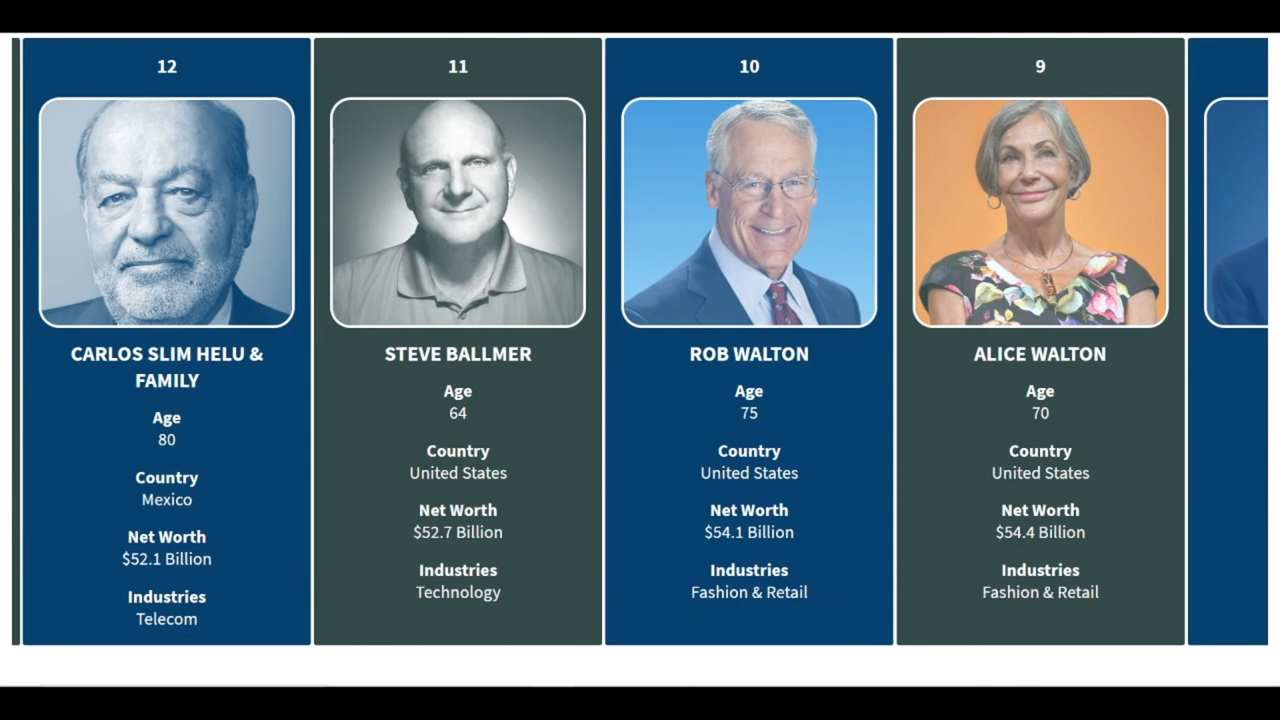 12
CARLOS SLIM HELU &
FAMILY
Age
80
Country
Mexico
Net Worth
$52.1 Billion
Industries
Telecom
11
STEVE BALLMER
Age
64
Country
United States
Net Worth
$52.7 Billion
Industries
Technology
10
ROB WALTON
Age
75
Country
United States
Net Worth
$54.1 Billion
Industries
Fashion & Retail
9
ALICE WALTON
Age
70
Country
United States
Net Worth
$54.4 Billion
Industries
Fashion & Retail